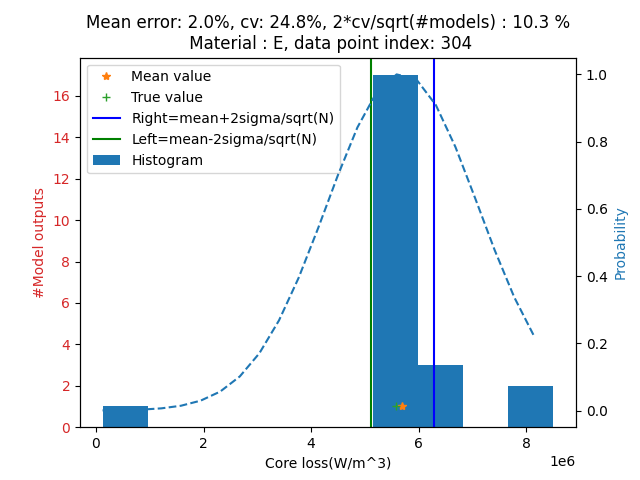 Mean error: 2.0%, cv: 24.8%, 2*cv/sqrt(#models) : 10.3 %
Material : E, data point index: 304
Mean value
True value
Right=mean+2sigma/sqrt(N)
Left=mean-2sigma/sqrt(N)
Histogram
#Model outputs
0
2
4
6
8
10
12
14
16
Probability
0.0
0.2
0.4
0.6
0.8
1.0
0 2 4 6 8
1e6
Core loss(W/m^3)